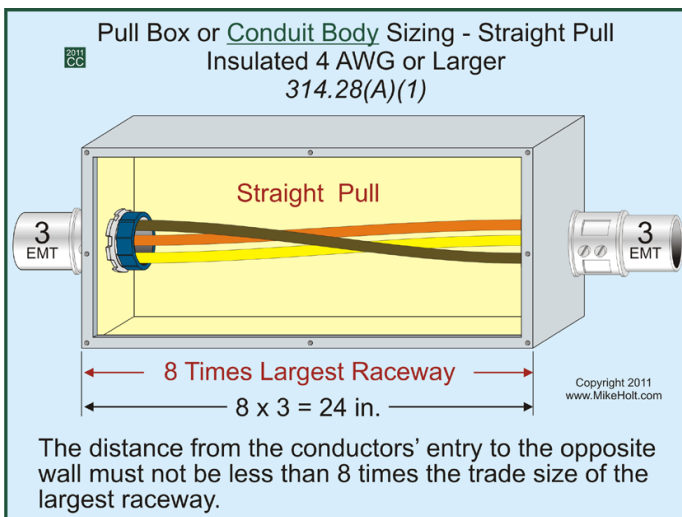 Pull Box or Conduit Body Sizing - Straight Pull
2011
CC
Insulated 4 AWG or Larger
314.28(A)(1)
Straight Pull
3
EMT
3
EMT
8 Times Largest Raceway
8 x 3 = 24 in.
Copyright 2011
www.MikeHolt.com
The distance from the conductors' entry to the opposite
wall must not be less than 8 times the trade size of the
largest raceway.